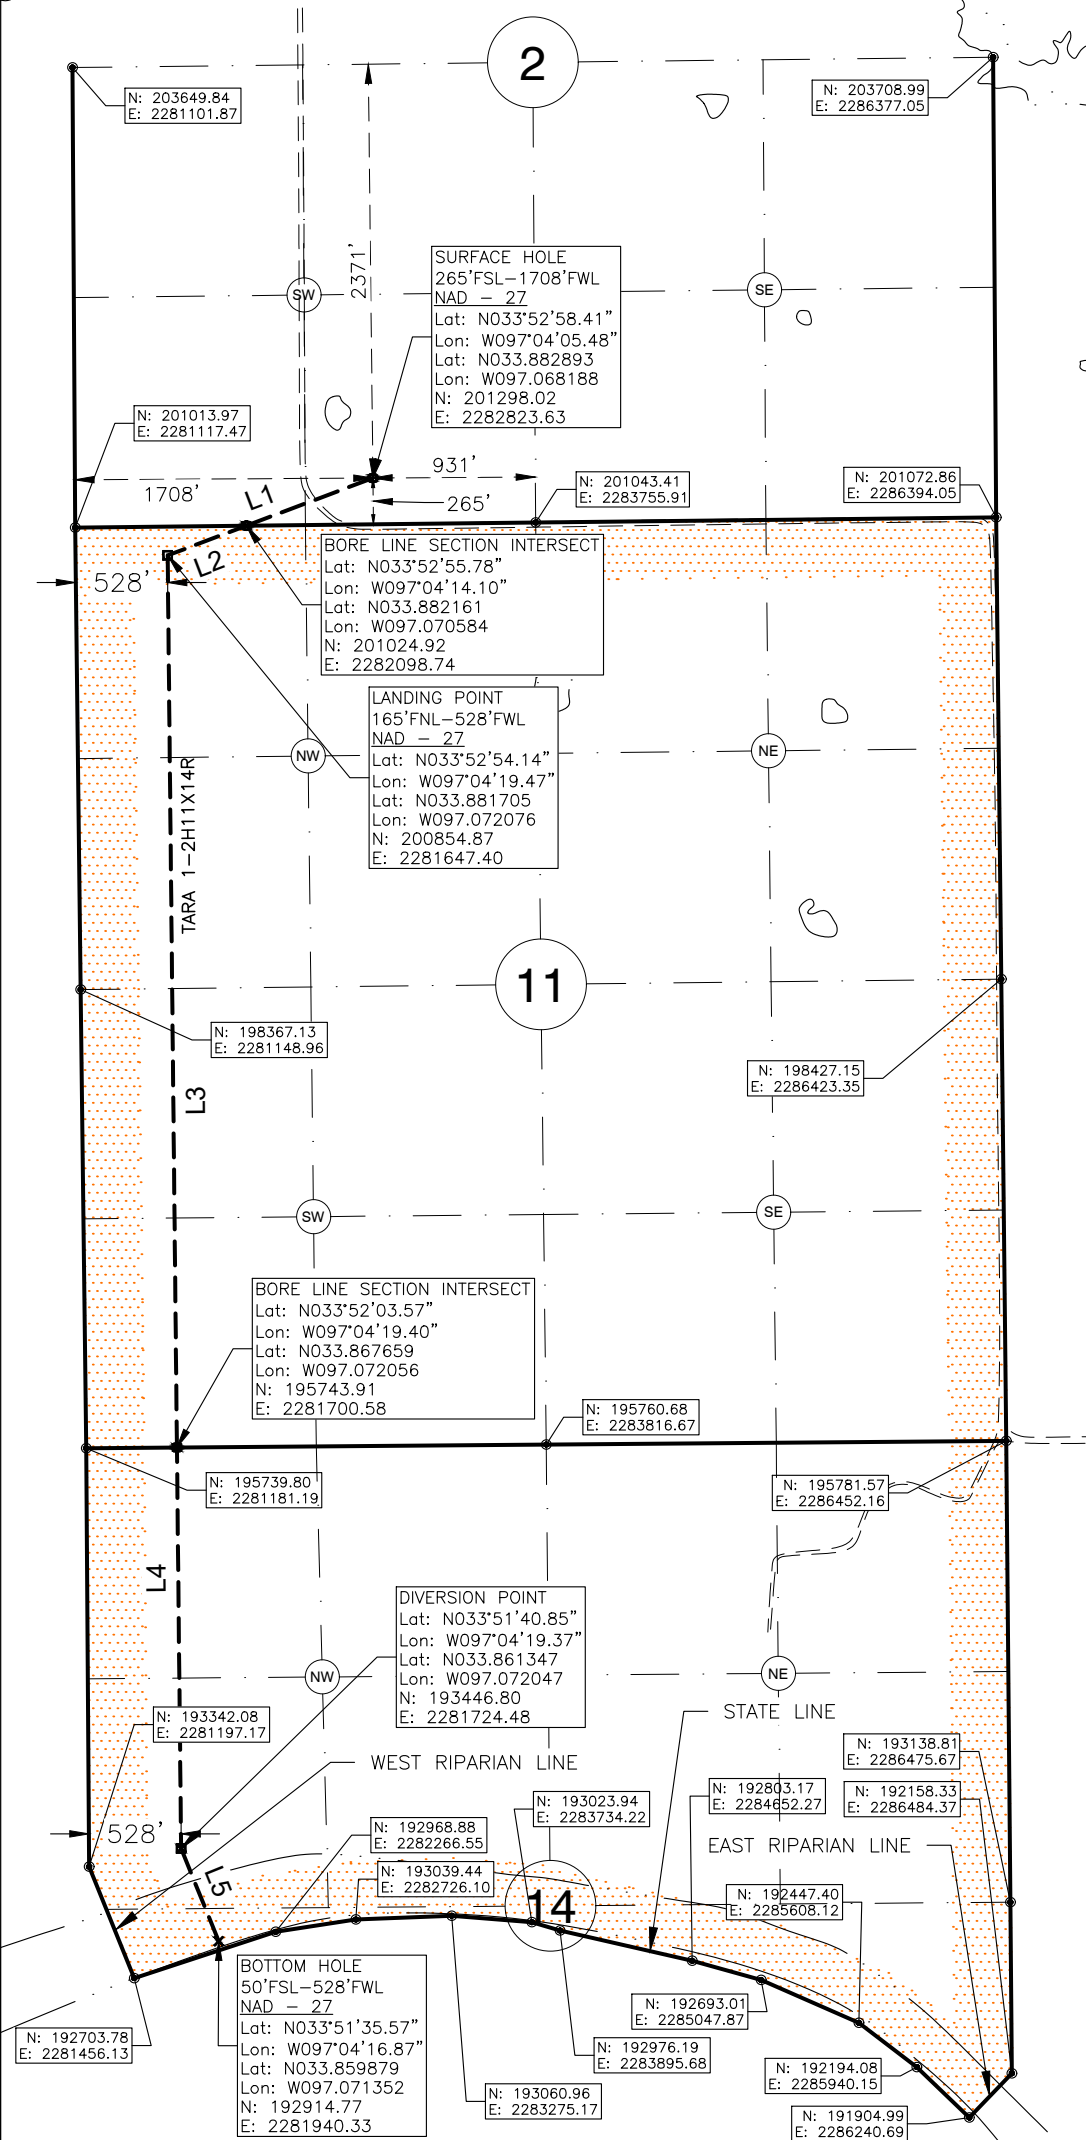 2
N: 203649.84
E: 2281101.87
N: 203708.99
E: 2286377.05
2371'
SURFACE HOLE
265'FSL-1708'FWL
NAD - 27
Lat: N033°52'58.41"
Lon: W097°04'05.48"
Lat: N033.882893
Lon: W097.068188
N: 201298.02
E: 2282823.63
SW
SE
N: 201013.97
E: 2281117.47
1708'
L1
931'
265'
N: 201043.41
E: 2283755.91
N: 201072.86
E: 2286394.05
528'
L2
BORE LINE SECTION INTERSECT
Lat: N033°52'55.78"
Lon: W097°04'14.10"
Lat: N033.882161
Lon: W097.070584
N: 201024.92
E: 2282098.74
LANDING POINT
165'FNL-528'FWL
NAD - 27
Lat: N033°52'54.14"
Lon: W097°04'19.47"
Lat: N033.881705
Lon: W097.072076
N: 200854.87
E: 2281647.40
NW
NE
TARA 1-2H11X14R
11
N: 198367.13
E: 2281148.96
N: 198427.15
E: 2286423.35
L3
SW
SE
BORE LINE SECTION INTERSECT
Lat: N033°52'03.57"
Lon: W097°04'19.40"
Lat: N033.867659
Lon: W097.072056
N: 195743.91
E: 2281700.58
N: 195760.68
E: 2283816.67
N: 195739.80
E: 2281181.19
N: 195781.57
E: 2286452.16
L4
DIVERSION POINT
Lat: N033°51'40.85"
Lon: W097°04'19.37"
Lat: N033.861347
Lon: W097.072047
N: 193446.80
E: 2281724.48
NW
NE
N: 193342.08
E: 2281197.17
STATE LINE
WEST RIPARIAN LINE
N: 193138.81
E: 2286475.67
N: 192803.17
E: 2284652.27
N: 192158.33
E: 2286484.37
N: 193023.94
E: 2283734.22
528'
N: 192968.88
E: 2282266.55
EAST RIPARIAN LINE
L5
N: 193039.44
E: 2282726.10
14
N: 192447.40
E: 2285608.12
BOTTOM HOLE
50'FSL-528'FWL
NAD - 27
Lat: N033°51'35.57"
Lon: W097°04'16.87"
Lat: N033.859879
Lon: W097.071352
N: 192914.77
E: 2281940.33
N: 192703.78
E: 2281456.13
N: 192693.01
E: 2285047.87
N: 192976.19
E: 2283895.68
N: 192194.08
E: 2285940.15
N: 193060.96
E: 2283275.17
N: 191904.99
E: 2286240.69